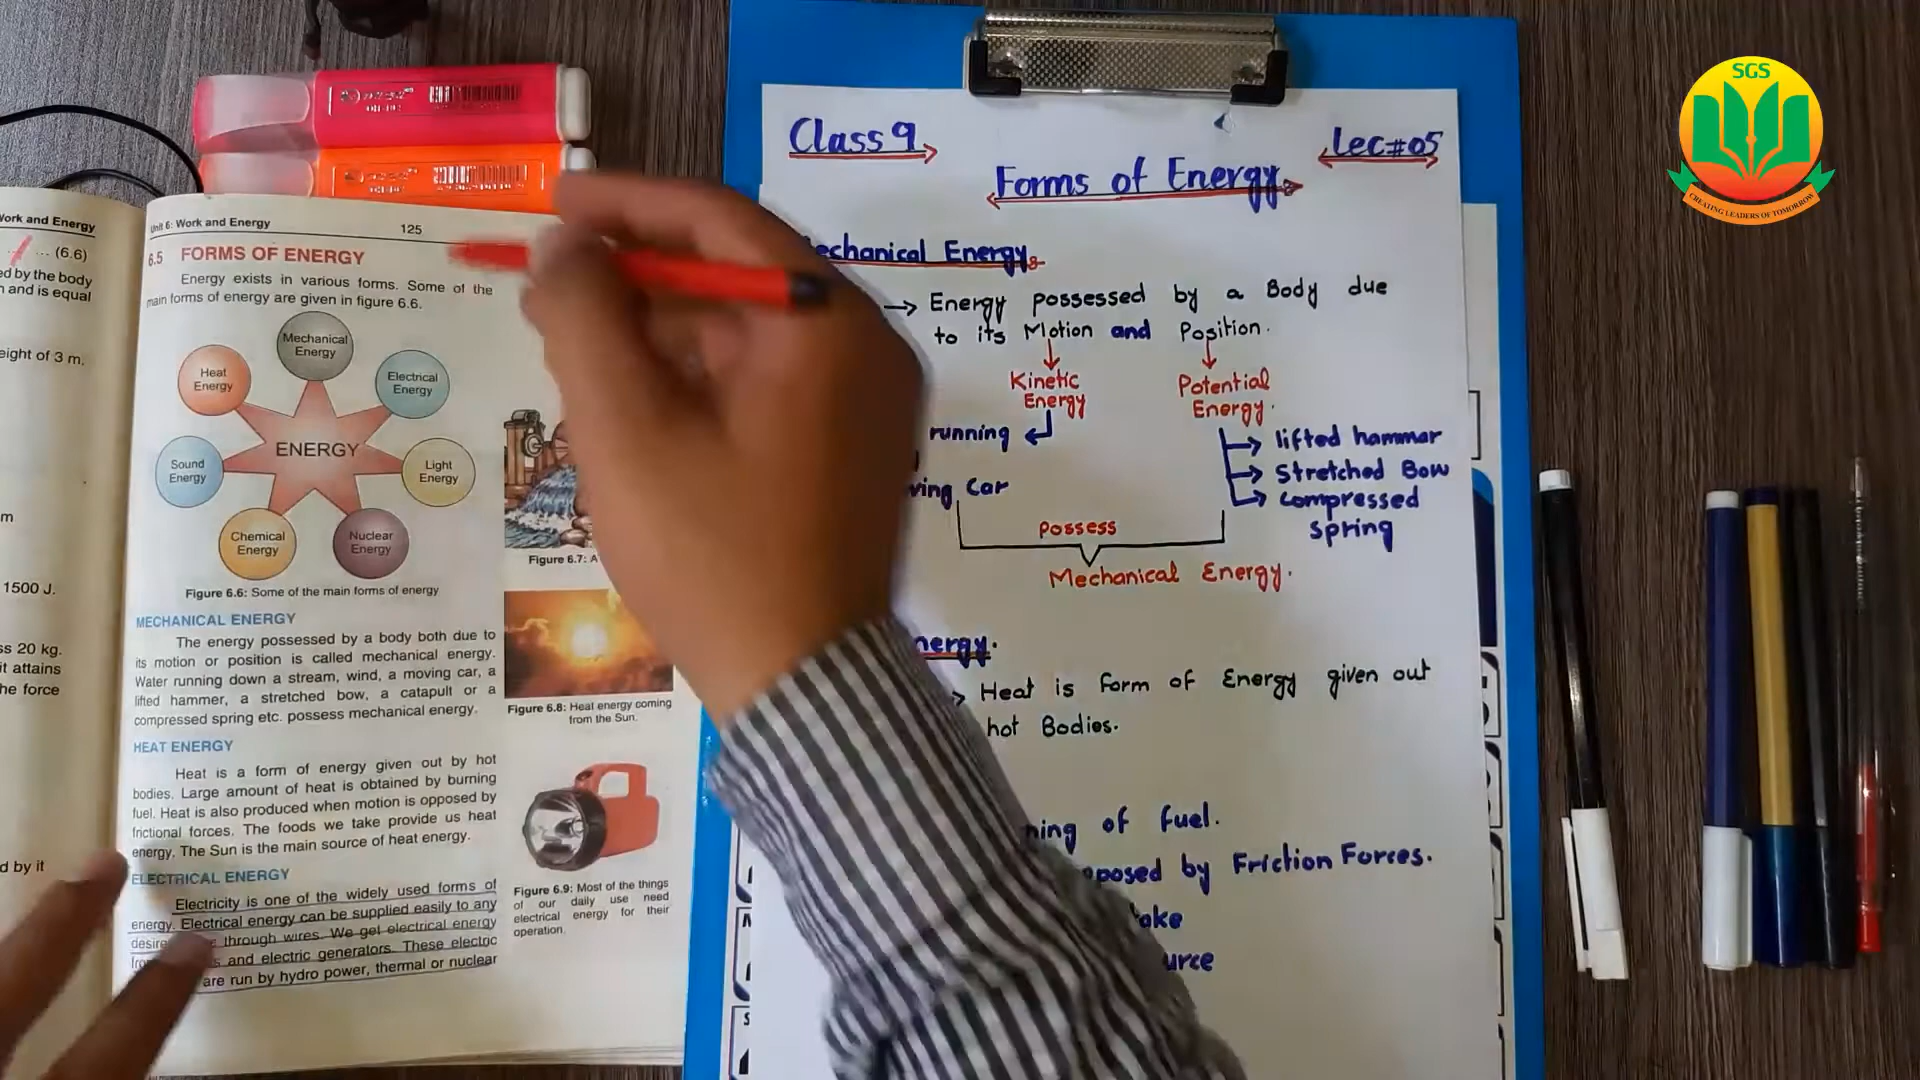 Work and Energy
... (6.6)
ed by the body
and is equal
eight of 3 m.
m
1500 J.
ss 20 kg.
it attains
he force
d by it
Unit 6: Work and Energy
125
6.5 FORMS OF ENERGY
Energy exists in various forms. Some of the
main forms of energy are given in figure 6.6.
Mechanical
Energy
Heat
Energy
Electrical
Energy
ENERGY
Sound
Energy
Light
Energy
Chemical
Energy
Nuclear
Energy
Figure 6.6: Some of the main forms of energy
MECHANICAL ENERGY
The energy possessed by a body both due to
its motion or position is called mechanical energy.
Water running down a stream, wind, a moving car, a
lifted hammer, a stretched bow, a catapult or a
compressed spring etc. possess mechanical energy.
HEAT ENERGY
Heat is a form of energy given out by hot
bodies. Large amount of heat is obtained by burning
fuel. Heat is also produced when motion is opposed by
frictional forces. The foods we take provide us heat
energy. The Sun is the main source of heat energy.
ELECTRICAL ENERGY
Electricity is one of the widely used forms of
energy. Electrical energy can be supplied easily to any
through wires. We get electrical energy
and electric generators. These electric
are run by hydro power, thermal or nuclear
Figure 6.7: A
Figure 6.8: Heat energy coming
from the Sun.
Figure 6.9: Most of the things
of our daily use need
electrical energy for their
operation.
Class 9
Lec#05
Forms of Energy
echanical Energy
→ Energy possessed by a Body due
to its Motion and Position.
Kinetic
Energy
Potential
Energy.
running
ving Car
lifted hammar
Stretched Bow
compressed
spring
Possess
Mechanical Energy.
nergy.
Heat is form of Energy given out
hot Bodies.
ning of fuel.
pposed by Friction Forces.
take
urce
SGS
CREATING LEADERS OF TOMORROW